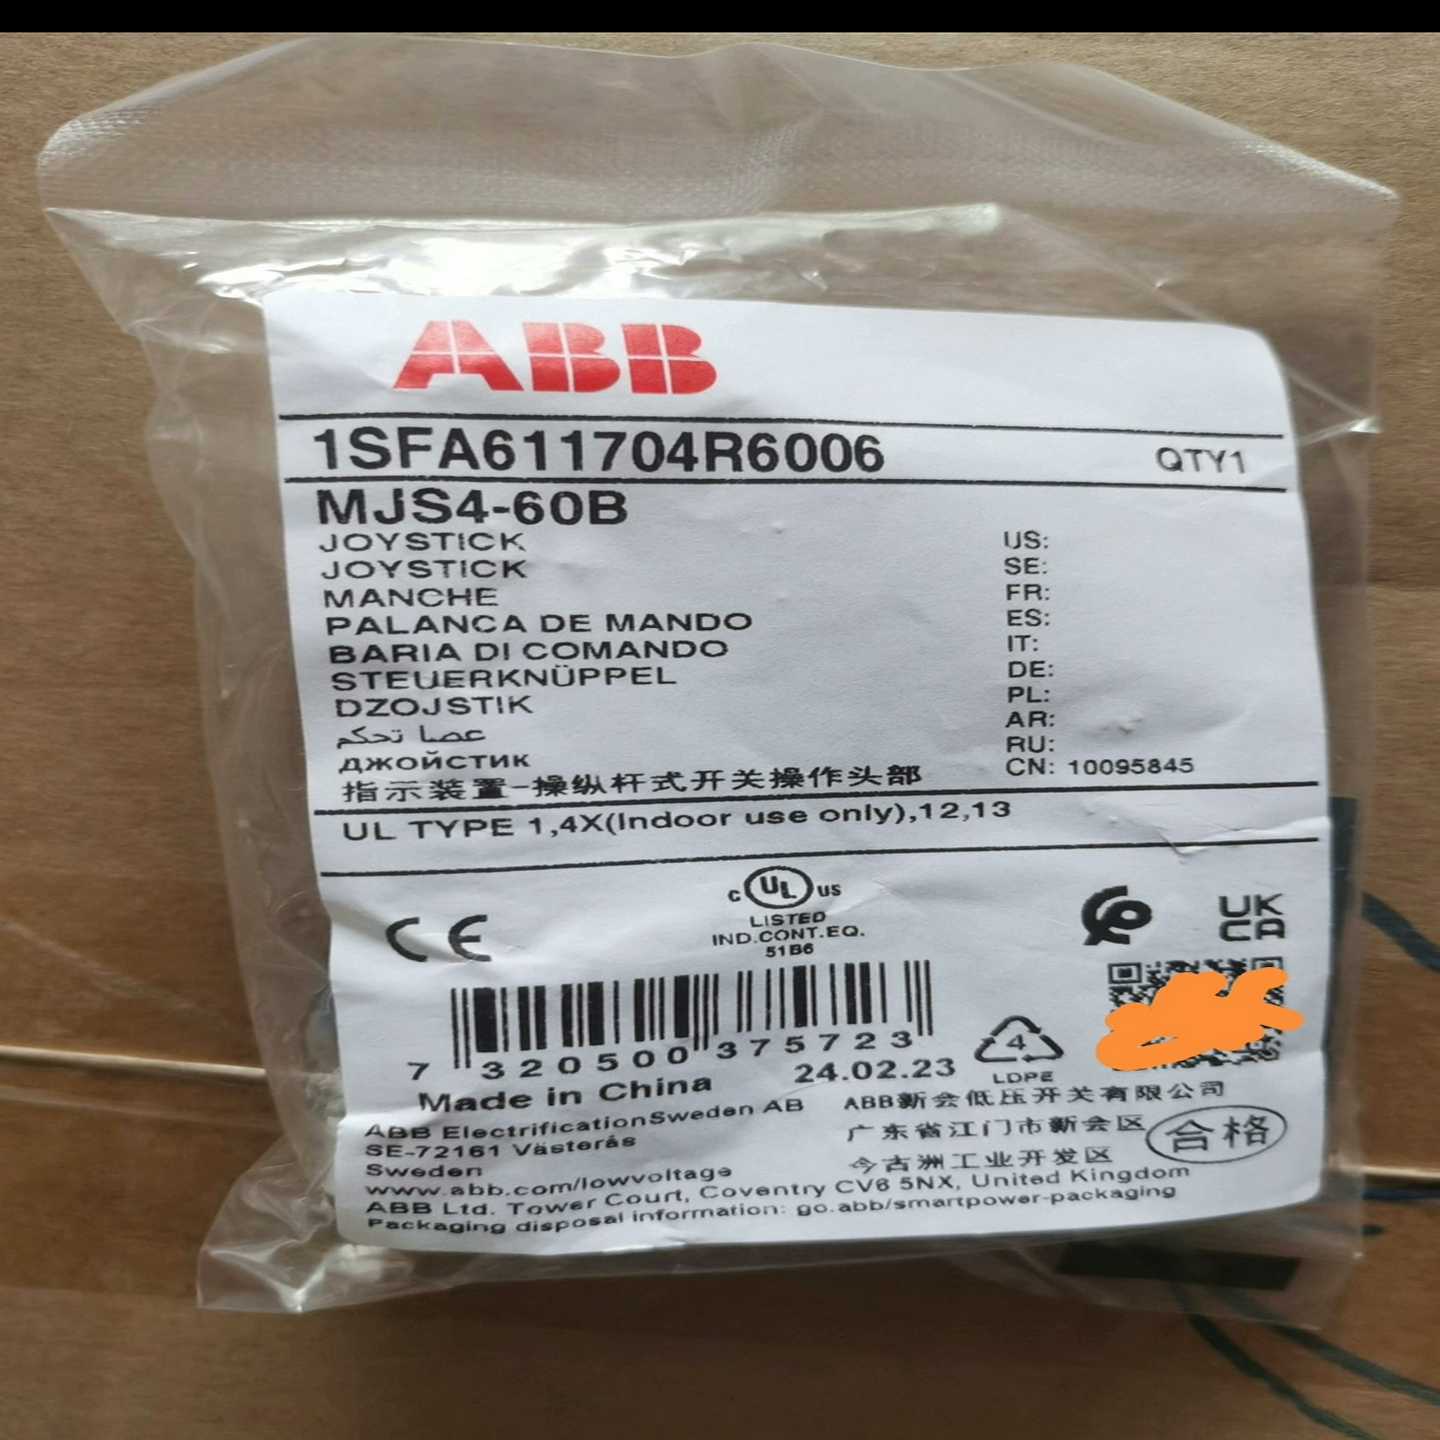 ABB
1SFA611704R6006 QTY1
MJS4-60B
JOYSTICK US:
JOYSTICK SE:
MANCHE FR:
PALANCA DE MANDO ES:
BARIA DI COMANDO IT:
STEUERKNÜPPEL DE:
DZOJSTIK PL:
عصا تحكم AR:
ДЖОЙСТИК RU:
指示装置-操纵杆式开关操作头部 CN: 10095845
UL TYPE 1,4X(Indoor use only),12,13
C UL US
LISTED
IND.CONT.EQ.
51B6
CE
UK
CA
7 320500 375723
24.02.23
4
LDPE
Made in China
ABB ElectrificationSweden AB
SE-72161 Västerås
Sweden
www.abb.com/lowvoltage
ABB新会低压开关有限公司
广东省江门市新会区
今古洲工业开发区
合格
ABB Ltd. Tower Court, Coventry CV6 5NX, United Kingdom
Packaging disposal information: go.abb/smartpower-packaging